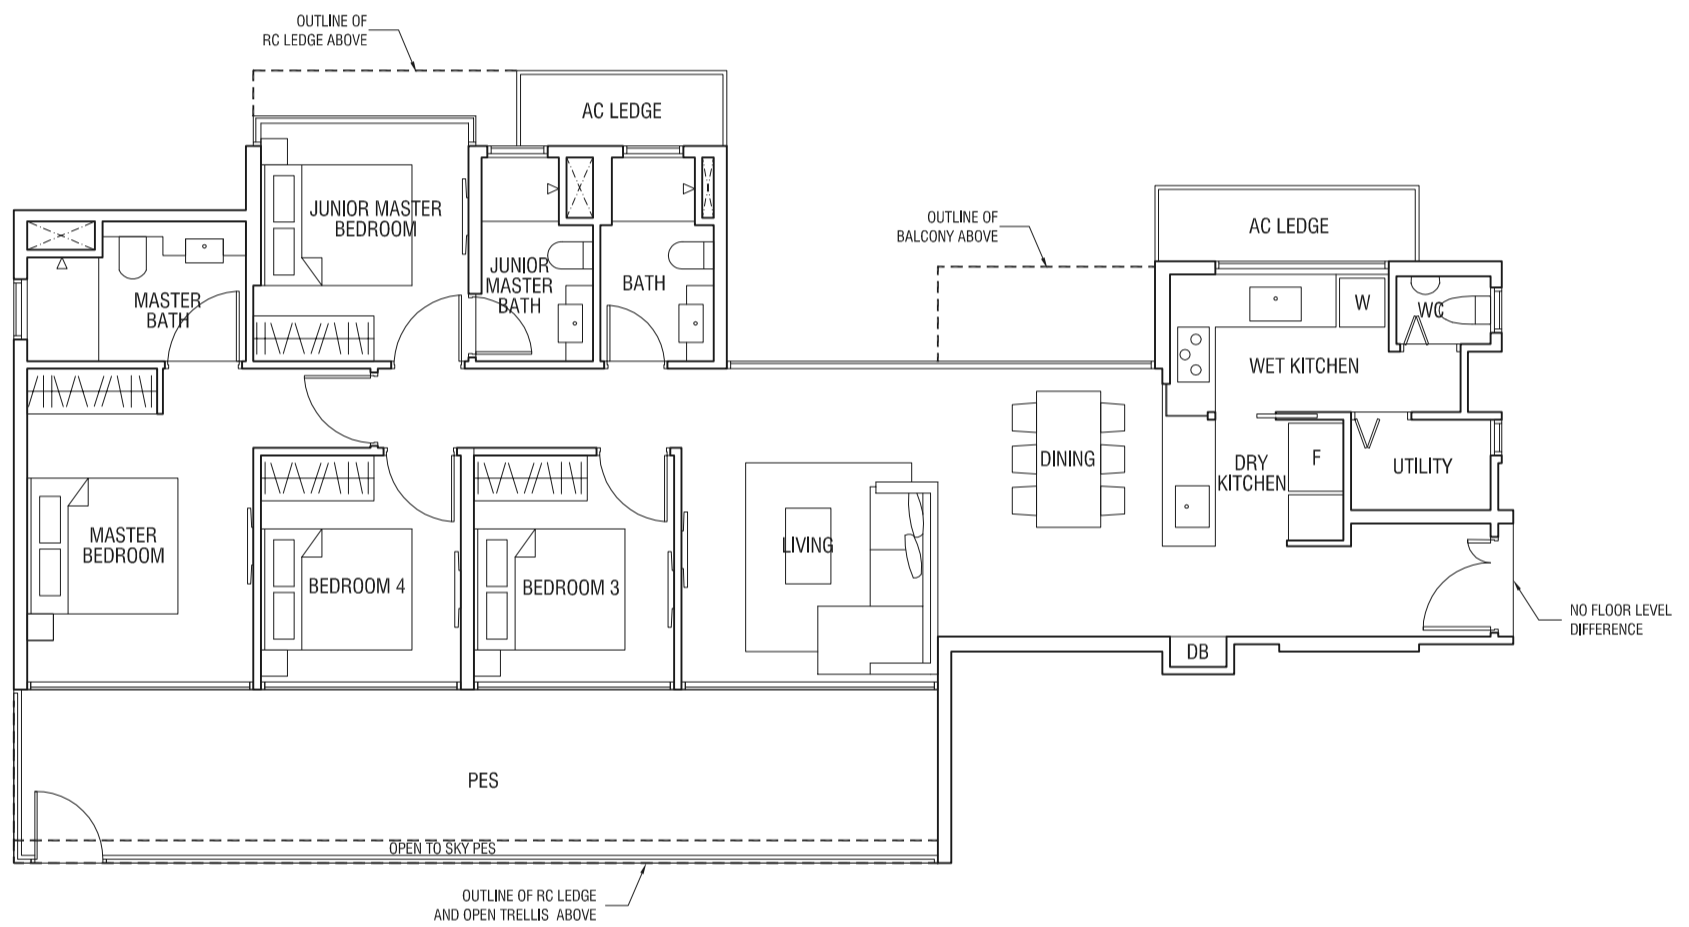 OUTLINE OF
RC LEDGE ABOVE
AC LEDGE
JUNIOR MASTER
BEDROOM
OUTLINE OF
BALCONY ABOVE
AC LEDGE
MASTER
BATH
JUNIOR
MASTER
BATH
BATH
W
WC
WET KITCHEN
DINING
DRY
KITCHEN
F
UTILITY
MASTER
BEDROOM
BEDROOM 4
BEDROOM 3
LIVING
NO FLOOR LEVEL
DIFFERENCE
DB
PES
OPEN TO SKY PES
OUTLINE OF RC LEDGE
AND OPEN TRELLIS ABOVE